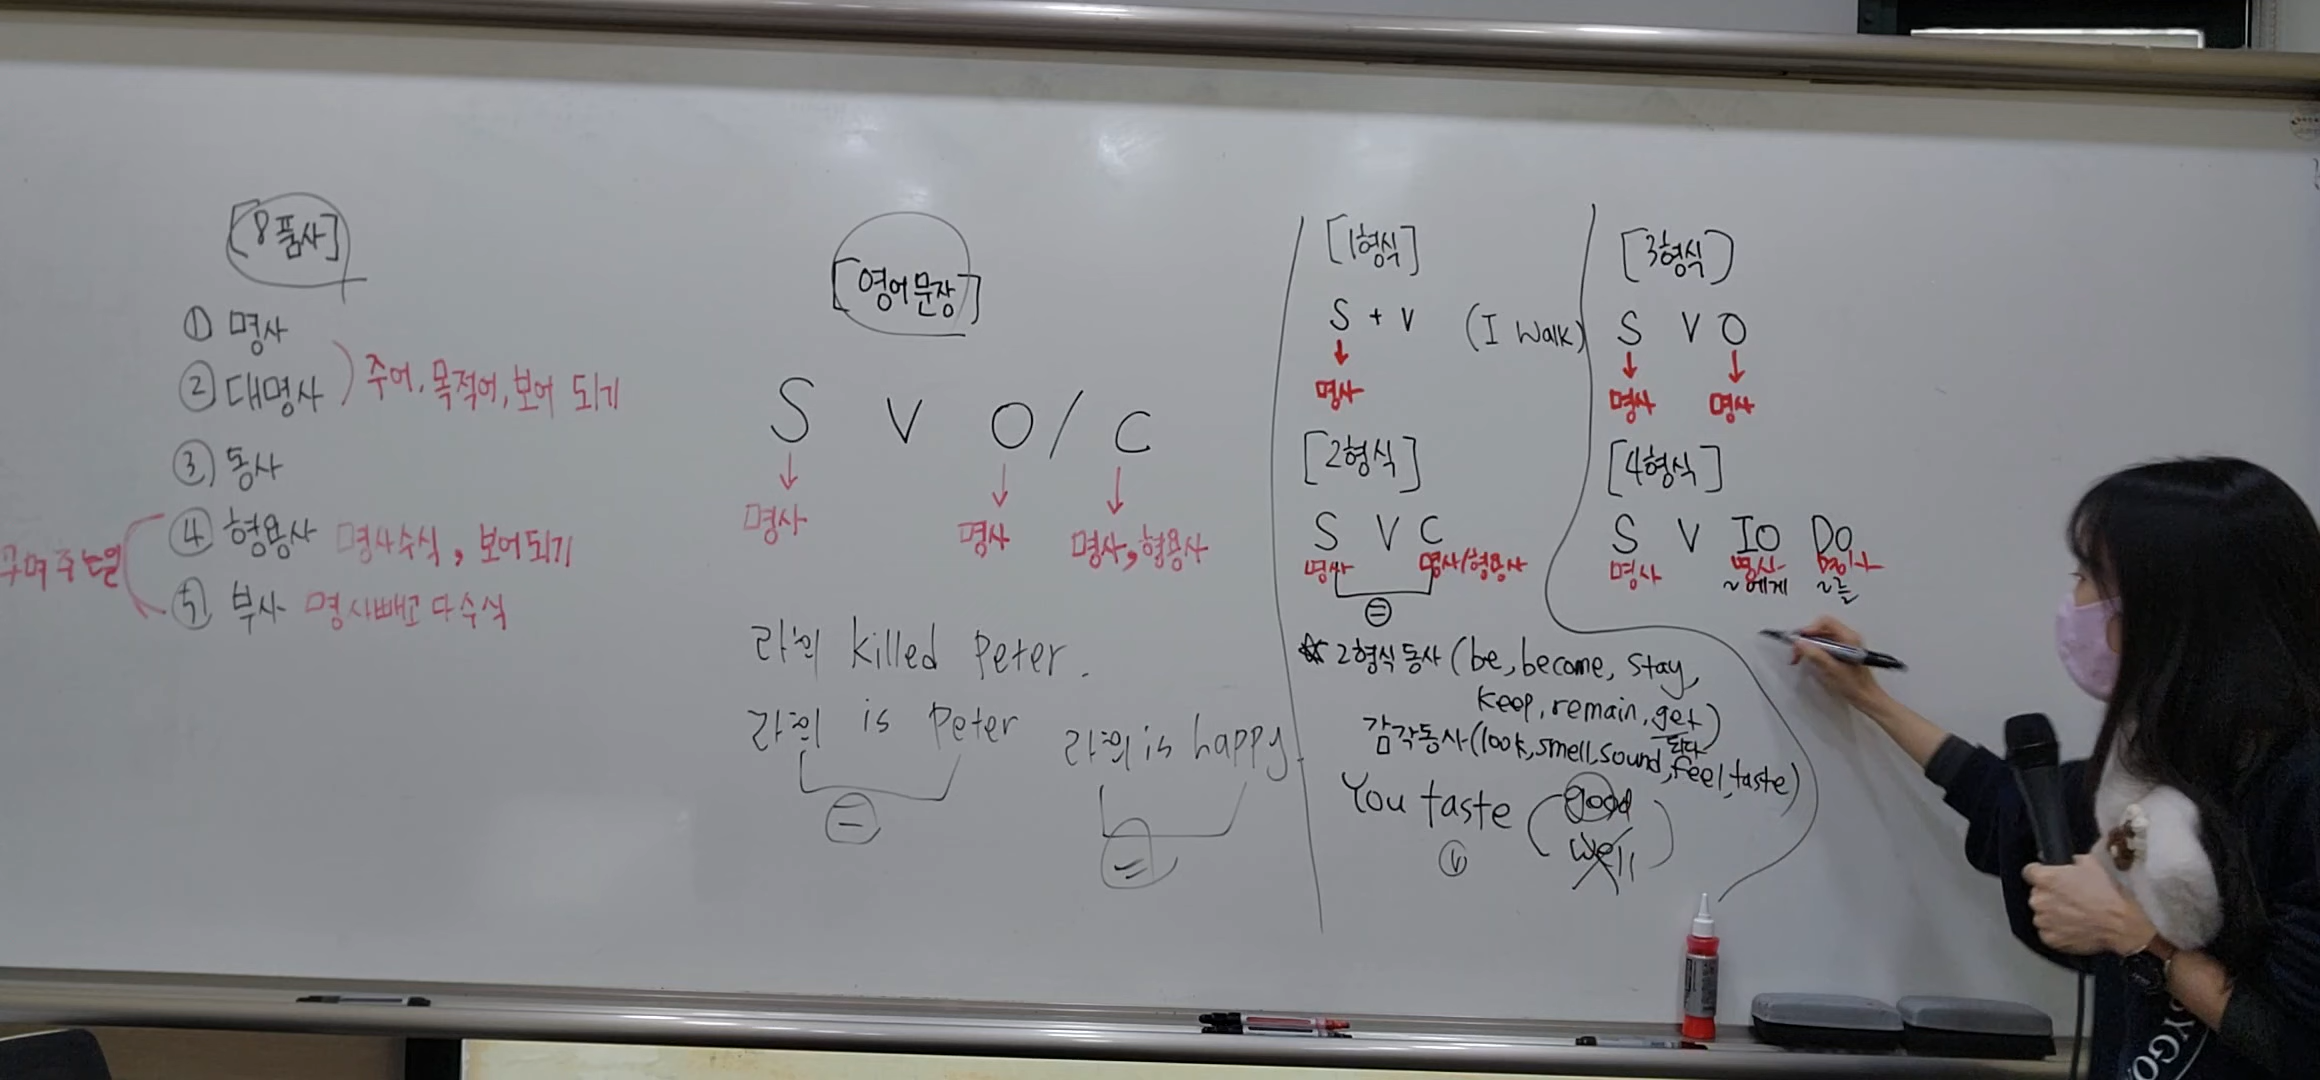 [8품사]
① 명사
② 대명사 ) 주어, 목적어, 보어 되기
③ 동사
④ 형용사 명사수식, 보어되기
⑤ 부사 명사빼고 다 수식
[영어문장]
S V O / C
명사 명사 명사, 형용사
라희 killed Peter.
라희 is Peter
=
라희 is happy.
=
[1형식]
S + V (I walk)
명사
[2형식]
S V C
명사 명사/형용사
=
☆ 2형식 동사 (be, become, stay,
keep, remain, get)
되다
감각동사 (look, smell, sound, feel, taste)
You taste ( good
well )
[3형식]
S V O
명사 명사
[4형식]
S V IO DO
명사 명사 명사
~에게 ~를